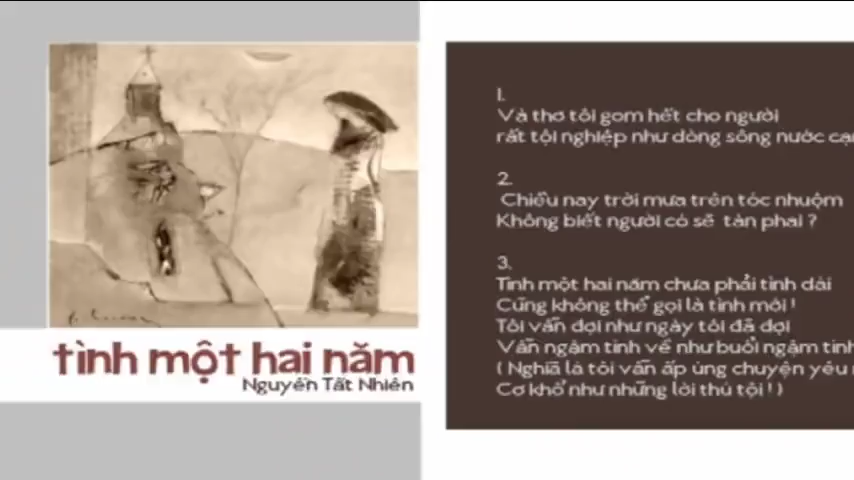 tình một hai năm
Nguyễn Tất Nhiên
1.
Và thơ tôi gom hết cho người
rất tội nghiệp như dòng sông nước
2.
Chiều nay trời mưa trên tóc nhuộm
Không biết người có sẽ tàn phai ?
3.
Tình một hai năm chưa phải tình dài
Cũng không thể gọi là tình mới !
Tôi vẫn đợi như ngày tôi đã đợi
Vẫn ngậm tình về như buổi ngậm tình
( Nghĩa là tôi vẫn ấp úng chuyện yêu
Cơ khổ như những lời thú tội ! )